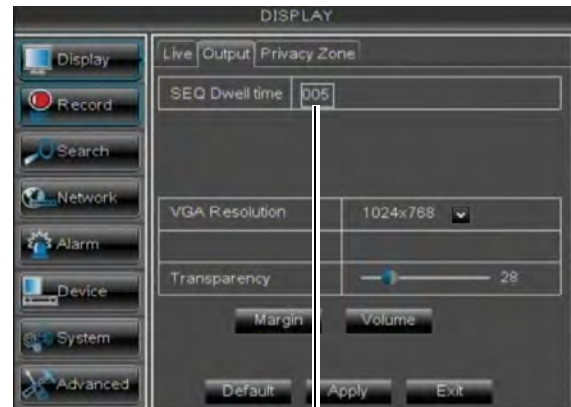 DISPLAY
Display
Record
Search
Network
Alarm
Device
System
Advanced
Live Output Privacy Zone
SEQ Dwell time 005
VGA Resolution 1024x768
Transparency 28
Margin Volume
Default Apply Exit